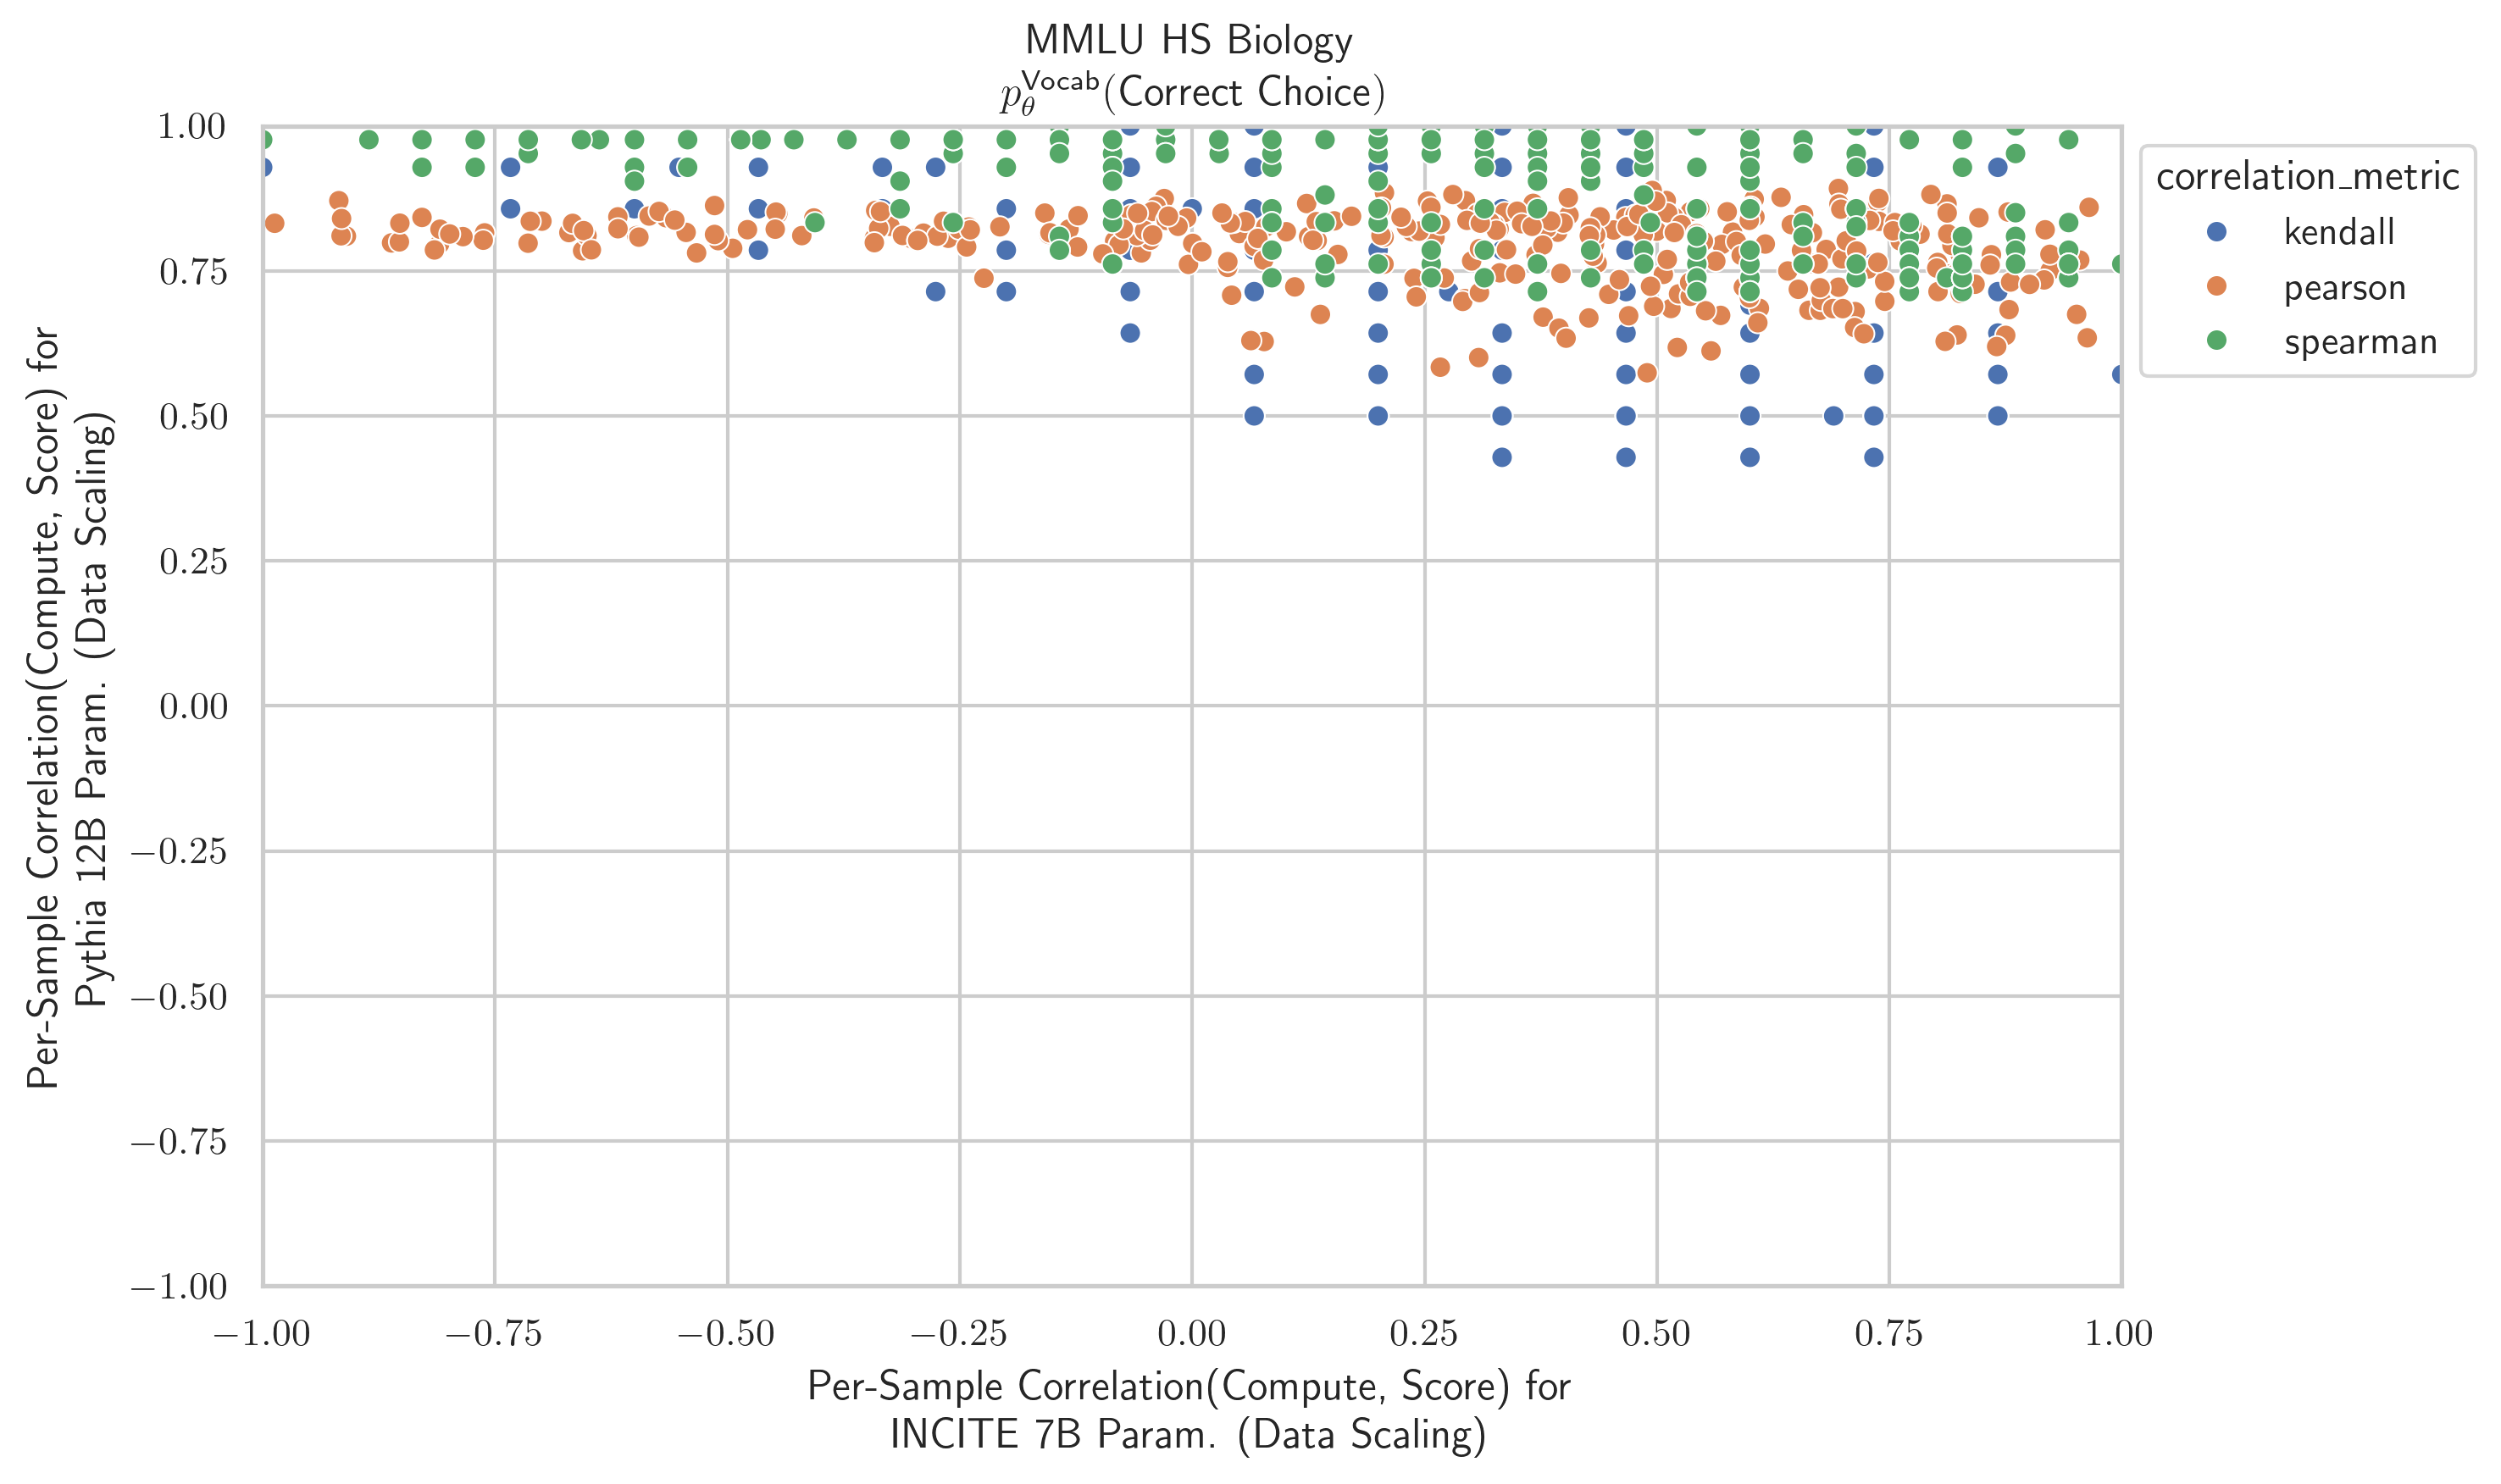 MMLU HS Biology
p_θ^Vocab(Correct Choice)
1.00
0.75
0.50
0.25
0.00
−0.25
−0.50
−0.75
−1.00
Per-Sample Correlation(Compute, Score) for
Pythia 12B Param. (Data Scaling)
correlation_metric
kendall
pearson
spearman
−1.00 −0.75 −0.50 −0.25 0.00 0.25 0.50 0.75 1.00
Per-Sample Correlation(Compute, Score) for
INCITE 7B Param. (Data Scaling)